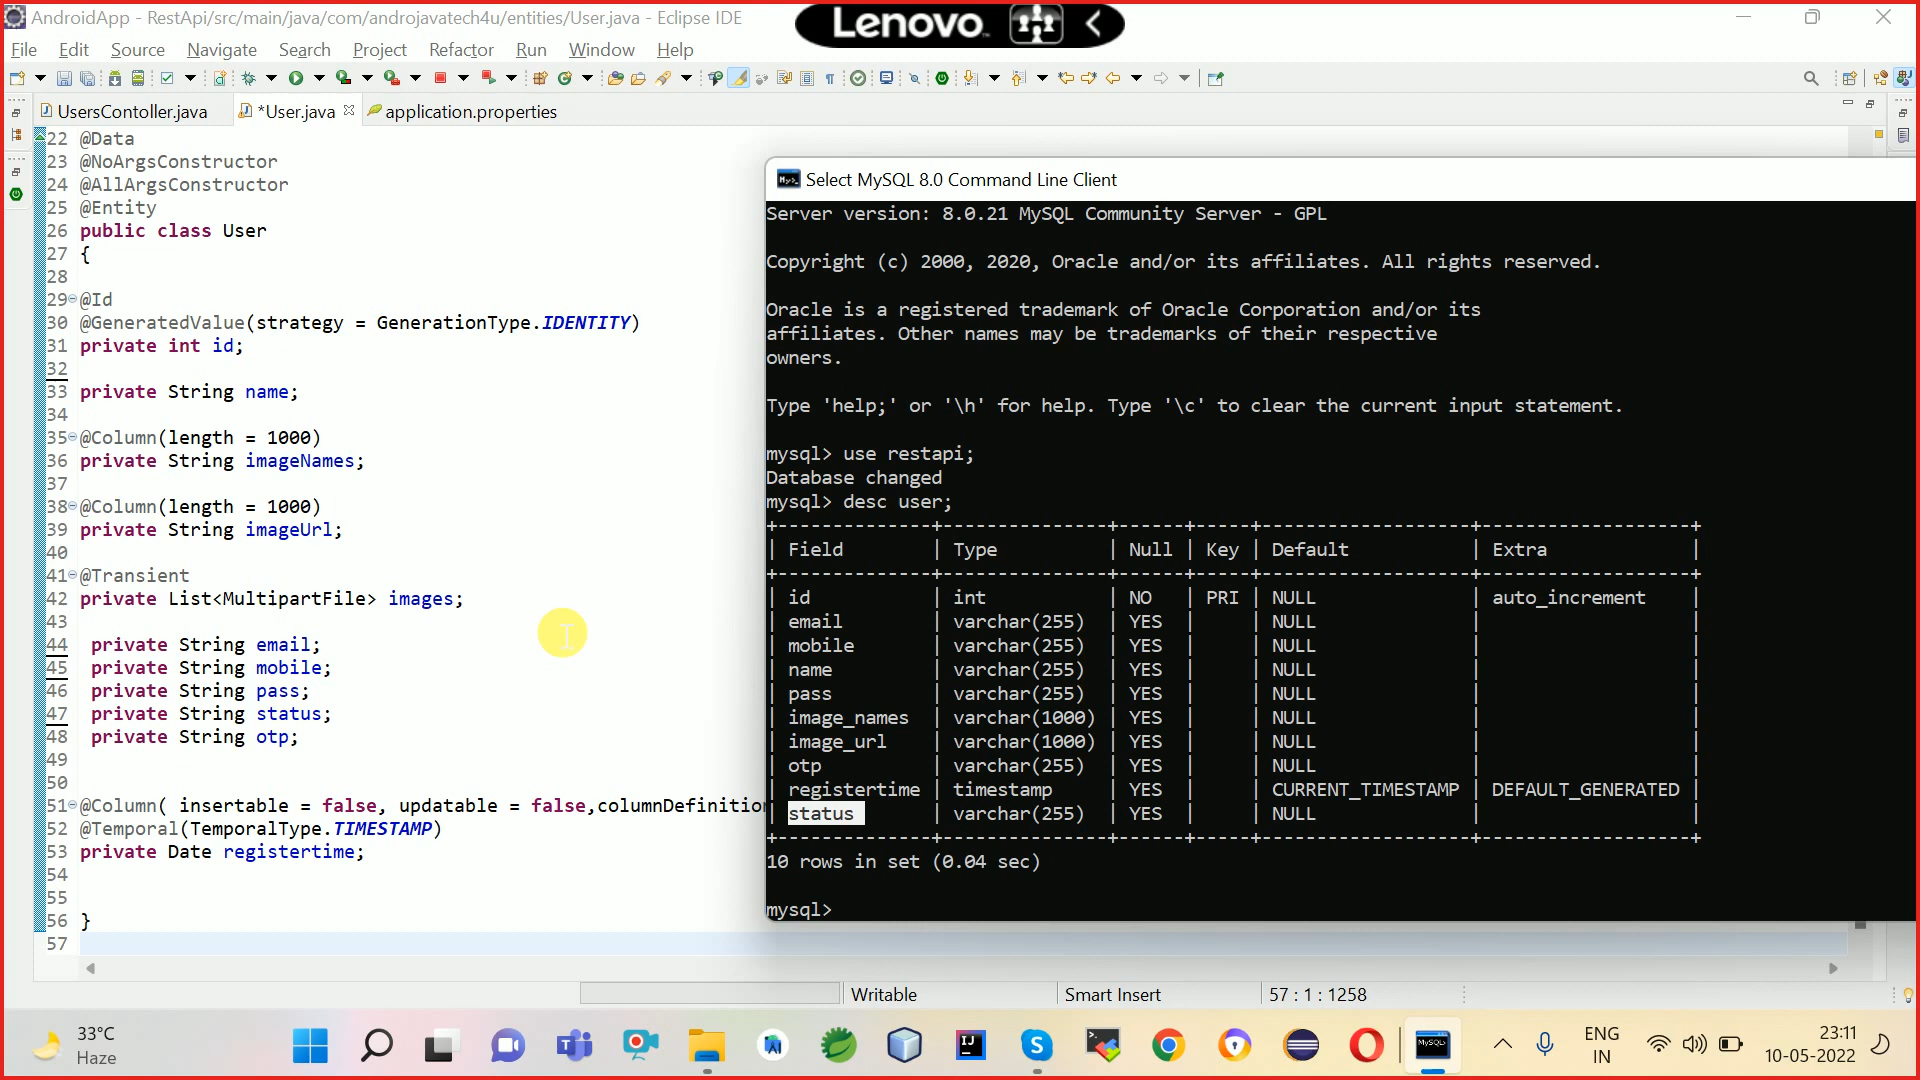 AndroidApp - RestApi/src/main/java/com/androjavatech4u/entities/User.java - Eclipse IDE
Lenovo
File Edit Source Navigate Search Project Refactor Run Window Help
UsersContoller.java *User.java application.properties
22 @Data
23 @NoArgsConstructor
24 @AllArgsConstructor
25 @Entity
26 public class User
27 {
28
29 @Id
30 @GeneratedValue(strategy = GenerationType.IDENTITY)
31 private int id;
32
33 private String name;
34
35 @Column(length = 1000)
36 private String imageNames;
37
38 @Column(length = 1000)
39 private String imageUrl;
40
41 @Transient
42 private List<MultipartFile> images;
43
44 private String email;
45 private String mobile;
46 private String pass;
47 private String status;
48 private String otp;
49
50
51 @Column( insertable = false, updatable = false,columnDefinition
52 @Temporal(TemporalType.TIMESTAMP)
53 private Date registertime;
54
55
56 }
57
Select MySQL 8.0 Command Line Client
Server version: 8.0.21 MySQL Community Server - GPL
Copyright (c) 2000, 2020, Oracle and/or its affiliates. All rights reserved.
Oracle is a registered trademark of Oracle Corporation and/or its
affiliates. Other names may be trademarks of their respective
owners.
Type 'help;' or '\h' for help. Type '\c' to clear the current input statement.
mysql> use restapi;
Database changed
mysql> desc user;
+--------------+---------------+------+-----+-------------------+-------------------+
| Field | Type | Null | Key | Default | Extra |
+--------------+---------------+------+-----+-------------------+-------------------+
| id | int | NO | PRI | NULL | auto_increment |
| email | varchar(255) | YES | | NULL | |
| mobile | varchar(255) | YES | | NULL | |
| name | varchar(255) | YES | | NULL | |
| pass | varchar(255) | YES | | NULL | |
| image_names | varchar(1000) | YES | | NULL | |
| image_url | varchar(1000) | YES | | NULL | |
| otp | varchar(255) | YES | | NULL | |
| registertime | timestamp | YES | | CURRENT_TIMESTAMP | DEFAULT_GENERATED |
| status | varchar(255) | YES | | NULL | |
+--------------+---------------+------+-----+-------------------+-------------------+
10 rows in set (0.04 sec)
mysql>
Writable Smart Insert 57 : 1 : 1258
33°C
Haze
ENG
IN
23:11
10-05-2022